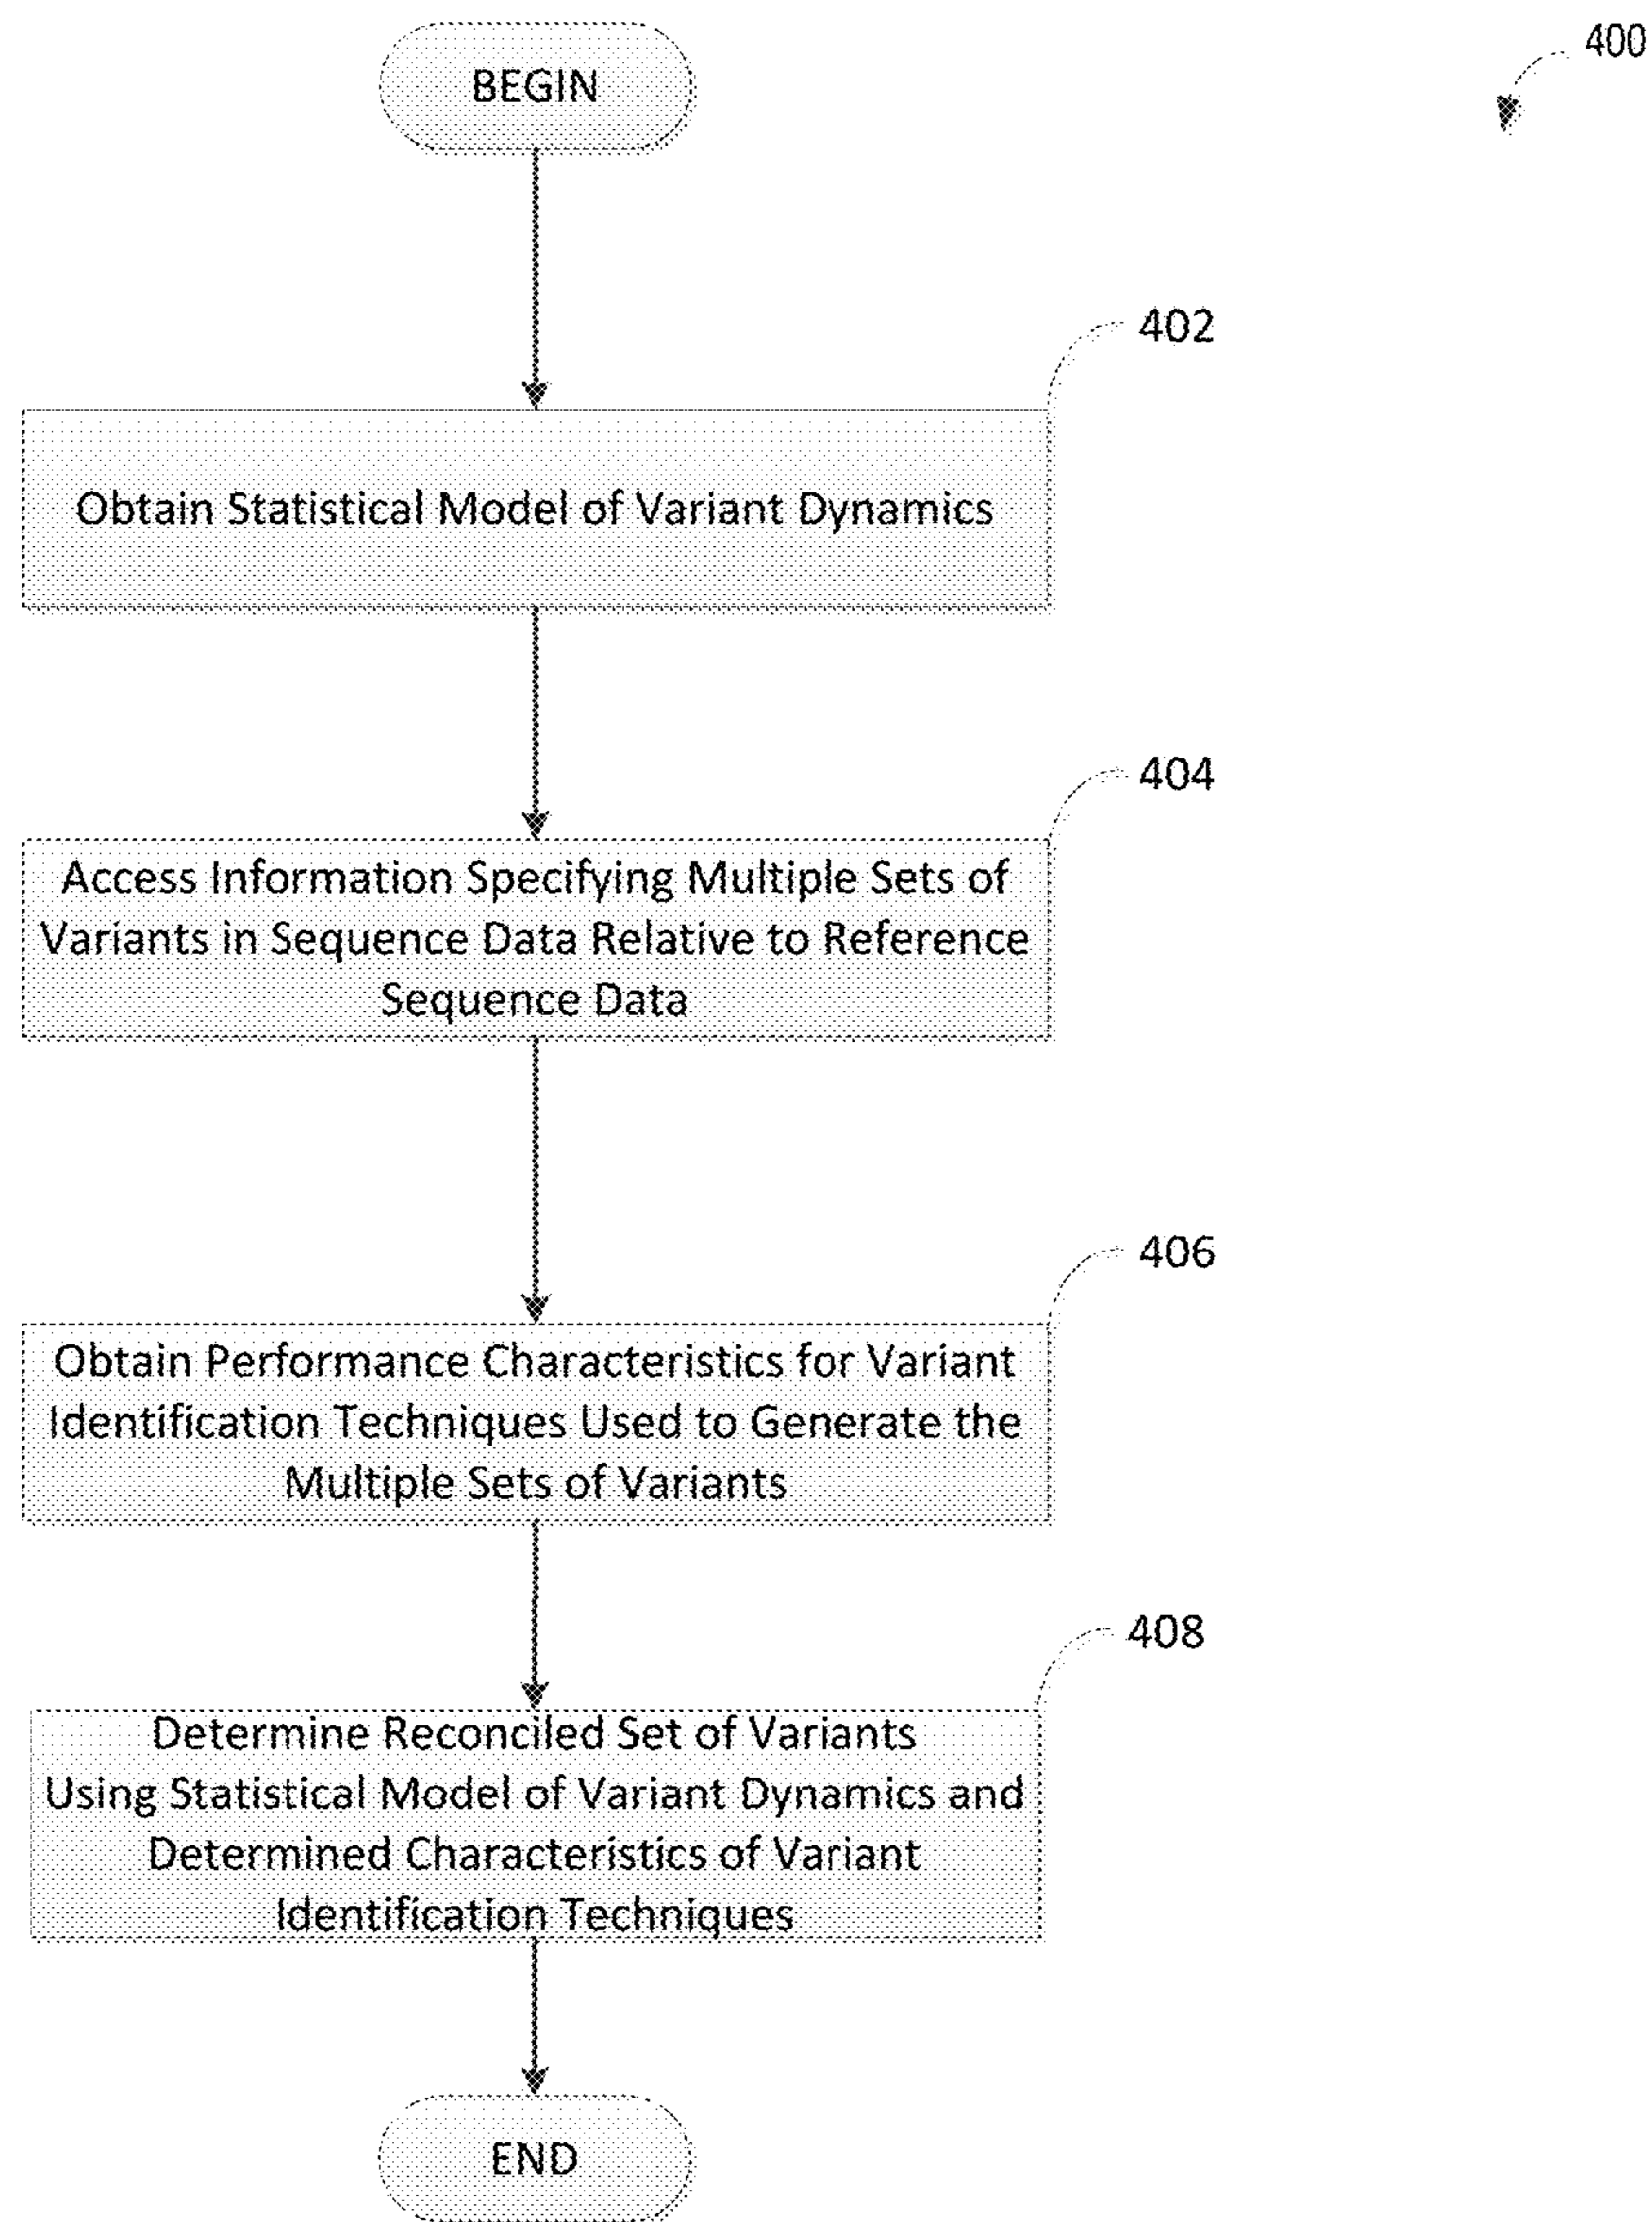 BEGIN
400
402
Obtain Statistical Model of Variant Dynamics
404
Access Information Specifying Multiple Sets of
Variants in Sequence Data Relative to Reference
Sequence Data
406
Obtain Performance Characteristics for Variant
Identification Techniques Used to Generate the
Multiple Sets of Variants
408
Determine Reconciled Set of Variants
Using Statistical Model of Variant Dynamics and
Determined Characteristics of Variant
Identification Techniques
END